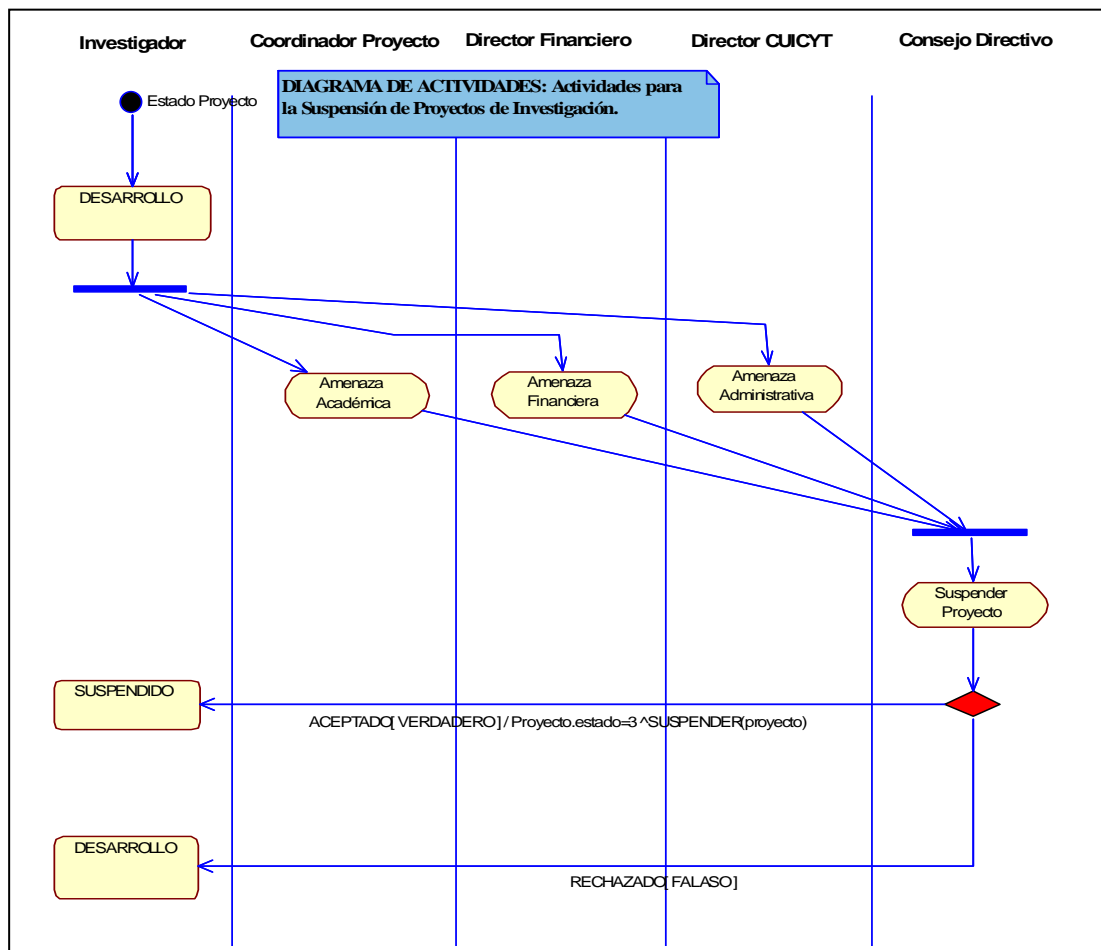 Investigador
Coordinador Proyecto
Director Financiero
Director CUICYT
Consejo Directivo
DIAGRAMA DE ACTIVIDADES: Actividades para
la Suspensión de Proyectos de Investigación.
Estado Proyecto
DESARROLLO
Amenaza
Académica
Amenaza
Financiera
Amenaza
Administrativa
Suspender
Proyecto
SUSPENDIDO
ACEPTADO[ VERDADERO ] / Proyecto.estado=3 ^SUSPENDER(proyecto)
DESARROLLO
RECHAZADO[ FALASO ]